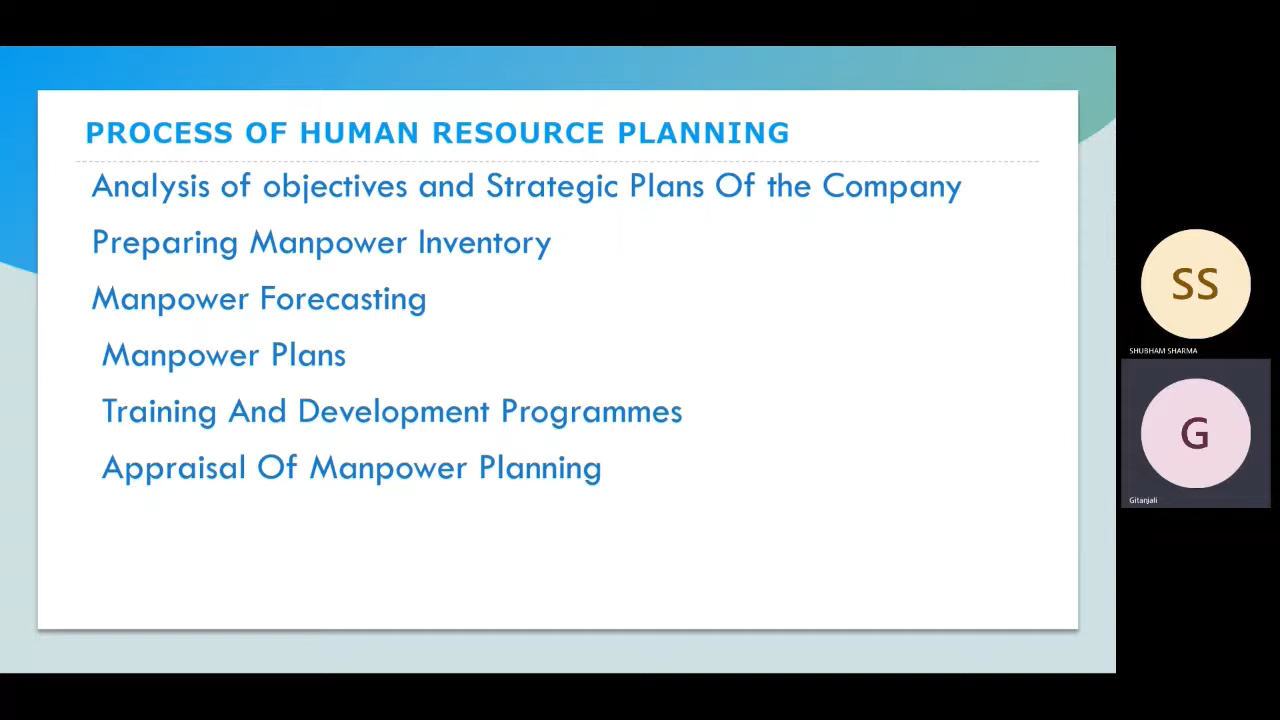 PROCESS OF HUMAN RESOURCE PLANNING
Analysis of objectives and Strategic Plans Of the Company
Preparing Manpower Inventory
Manpower Forecasting
Manpower Plans
Training And Development Programmes
Appraisal Of Manpower Planning
SS
SHUBHAM SHARMA
G
Gitanjali